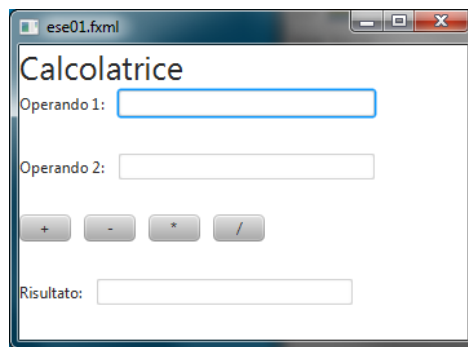 ese01.fxml
Calcolatrice
Operando 1:
Operando 2:
+ - * /
Risultato: